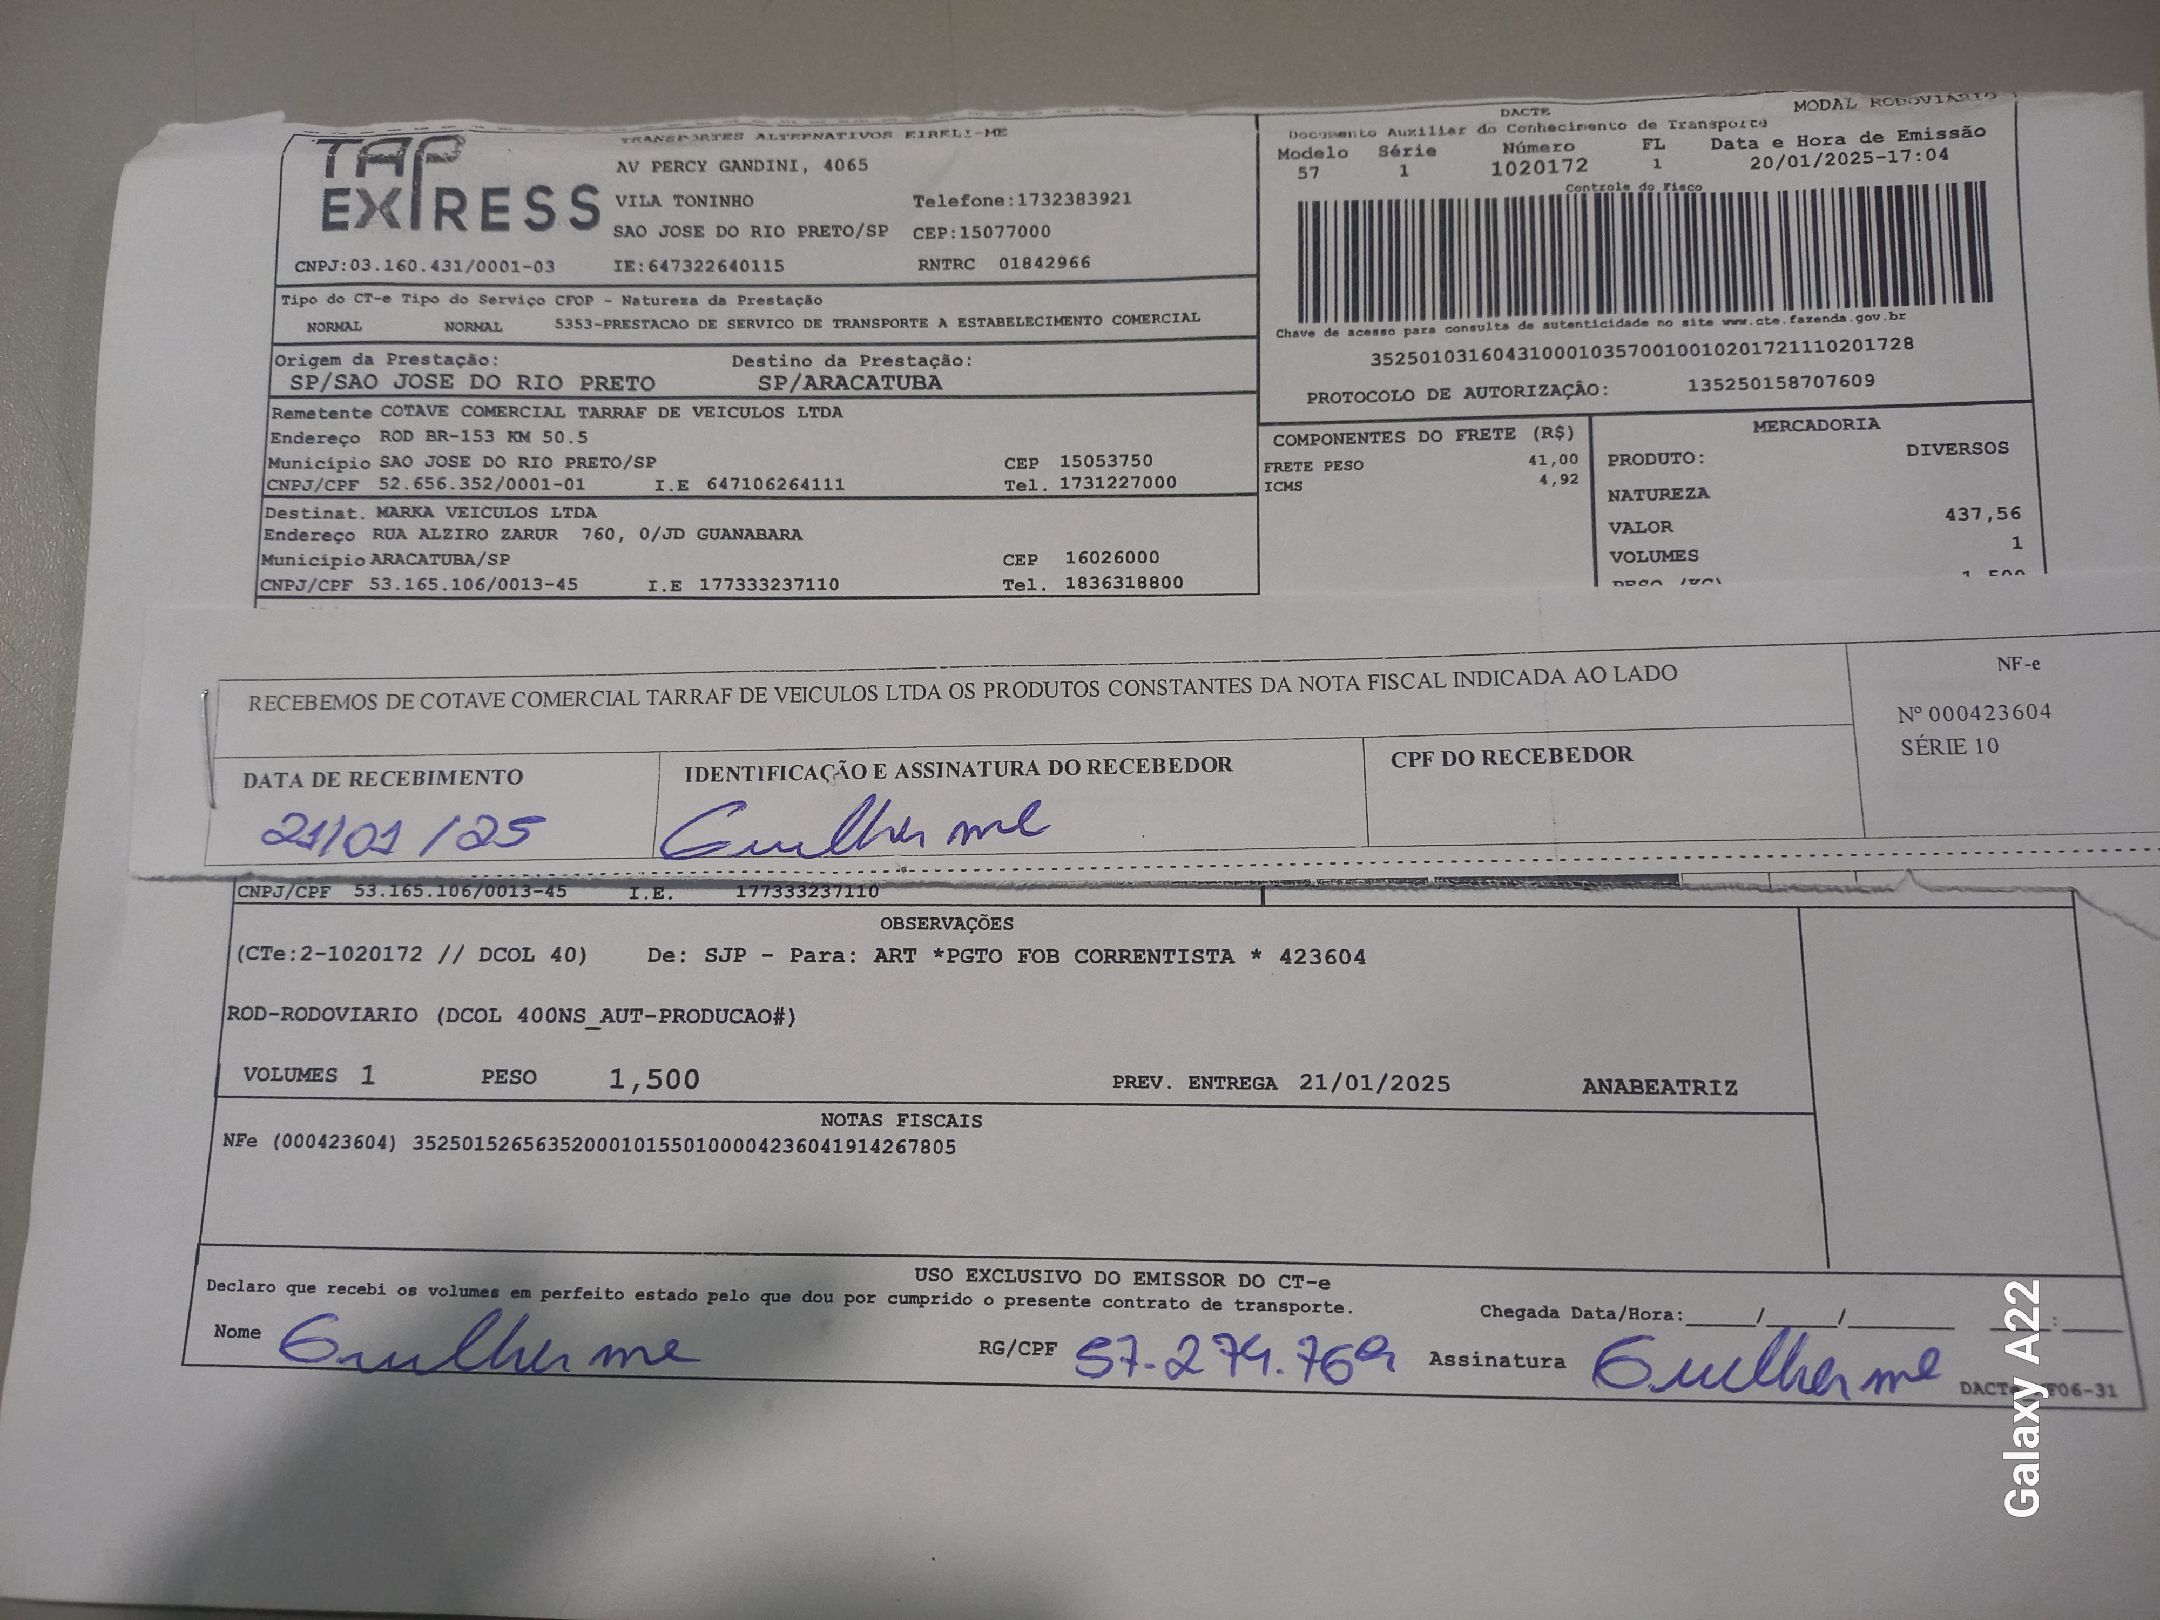 TAP EXPRESS
TRANSPORTES ALTERNATIVOS EIRELI-ME
AV PERCY GANDINI, 4065
VILA TONINHO Telefone:1732383921
SAO JOSE DO RIO PRETO/SP CEP:15077000
CNPJ:03.160.431/0001-03 IE:647322640115 RNTRC 01842966
DACTE MODAL RODOVIARIO
Documento Auxiliar do Conhecimento de Transporte
Modelo Série Número FL Data e Hora de Emissão
57 1 1020172 1 20/01/2025-17:04
Controle do Fisco
Chave de acesso para consulta de autenticidade no site www.cte.fazenda.gov.br
35250103160431000103570010010201721110201728
PROTOCOLO DE AUTORIZAÇÃO: 135250158707609
Tipo do CT-e Tipo do Serviço CFOP - Natureza da Prestação
NORMAL NORMAL 5353-PRESTACAO DE SERVICO DE TRANSPORTE A ESTABELECIMENTO COMERCIAL
Origem da Prestação: Destino da Prestação:
SP/SAO JOSE DO RIO PRETO SP/ARACATUBA
Remetente COTAVE COMERCIAL TARRAF DE VEICULOS LTDA
Endereço ROD BR-153 KM 50.5
Município SAO JOSE DO RIO PRETO/SP CEP 15053750
CNPJ/CPF 52.656.352/0001-01 I.E 647106264111 Tel. 1731227000
Destinat. MARKA VEICULOS LTDA
Endereço RUA ALZIRO ZARUR 760, 0/JD GUANABARA
Município ARACATUBA/SP CEP 16026000
CNPJ/CPF 53.165.106/0013-45 I.E 177333237110 Tel. 1836318800
COMPONENTES DO FRETE (R$)
FRETE PESO 41,00
ICMS 4,92
MERCADORIA
PRODUTO: DIVERSOS
NATUREZA
VALOR 437,56
VOLUMES 1
RECEBEMOS DE COTAVE COMERCIAL TARRAF DE VEICULOS LTDA OS PRODUTOS CONSTANTES DA NOTA FISCAL INDICADA AO LADO
NF-e
Nº 000423604
SÉRIE 10
DATA DE RECEBIMENTO IDENTIFICAÇÃO E ASSINATURA DO RECEBEDOR CPF DO RECEBEDOR
21/01/25 Guilherme
CNPJ/CPF 53.165.106/0013-45 I.E. 177333237110
OBSERVAÇÕES
(CTe:2-1020172 // DCOL 40) De: SJP - Para: ART *PGTO FOB CORRENTISTA * 423604
ROD-RODOVIARIO (DCOL 400NS_AUT-PRODUCAO#)
VOLUMES 1 PESO 1,500 PREV. ENTREGA 21/01/2025 ANABEATRIZ
NOTAS FISCAIS
NFe (000423604) 35250152656352000101550100004236041914267805
USO EXCLUSIVO DO EMISSOR DO CT-e
Declaro que recebi os volumes em perfeito estado pelo que dou por cumprido o presente contrato de transporte.
Chegada Data/Hora:_____/_____/_______ ___:____
Nome Guilherme RG/CPF 57.274.769 Assinatura Guilherme
Galaxy A22